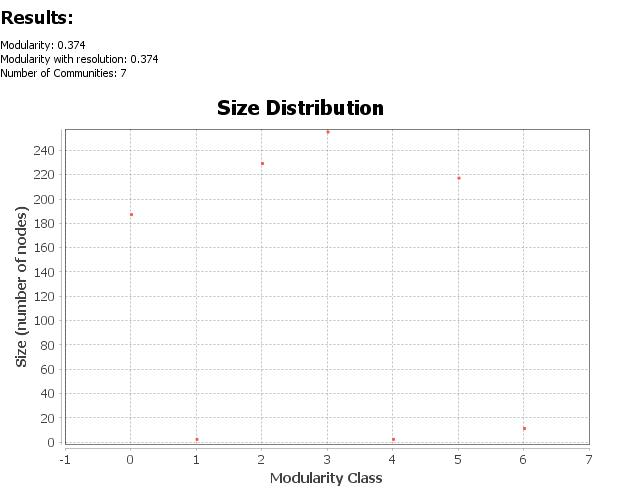 Results:
Modularity: 0.374
Modularity with resolution: 0.374
Number of Communities: 7
Size Distribution
240
220
200
180
160
140
120
100
80
60
40
20
0
Size (number of nodes)
-1 0 1 2 3 4 5 6 7
Modularity Class